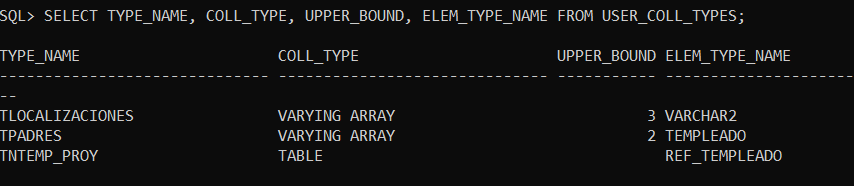 SQL> SELECT TYPE_NAME, COLL_TYPE, UPPER_BOUND, ELEM_TYPE_NAME FROM USER_COLL_TYPES;
TYPE_NAME                      COLL_TYPE                      UPPER_BOUND ELEM_TYPE_NAME
------------------------------ ------------------------------ ----------- ---------------------
--
TLOCALIZACIONES                VARYING ARRAY                            3 VARCHAR2
TPADRES                        VARYING ARRAY                            2 TEMPLEADO
TNTEMP_PROY                    TABLE                                      REF_TEMPLEADO